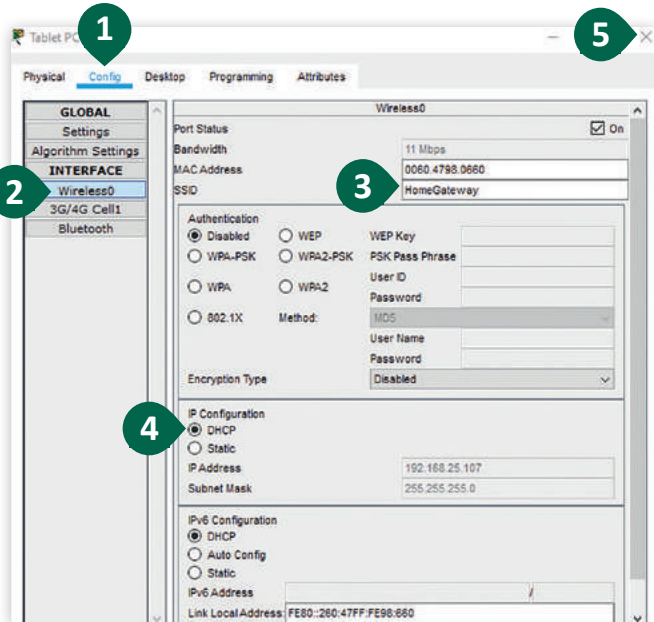 1
5
Tablet PC
Physical Config Desktop Programming Attributes
GLOBAL
Settings
Algorithm Settings
INTERFACE
2
Wireless0
3G/4G Cell1
Bluetooth
Wireless0
Port Status On
Bandwidth 11 Mbps
MAC Address 0060.4798.0660
3
SSID HomeGateway
Authentication
Disabled WEP WEP Key
WPA-PSK WPA2-PSK PSK Pass Phrase
User ID
WPA WPA2
Password
802.1X Method: MD5
User Name
Password
Encryption Type Disabled
IP Configuration
4
DHCP
Static
IP Address 192.168.25.107
Subnet Mask 255.255.255.0
IPv6 Configuration
DHCP
Auto Config
Static
IPv6 Address /
Link Local Address: FE80::260:47FF:FE98:660